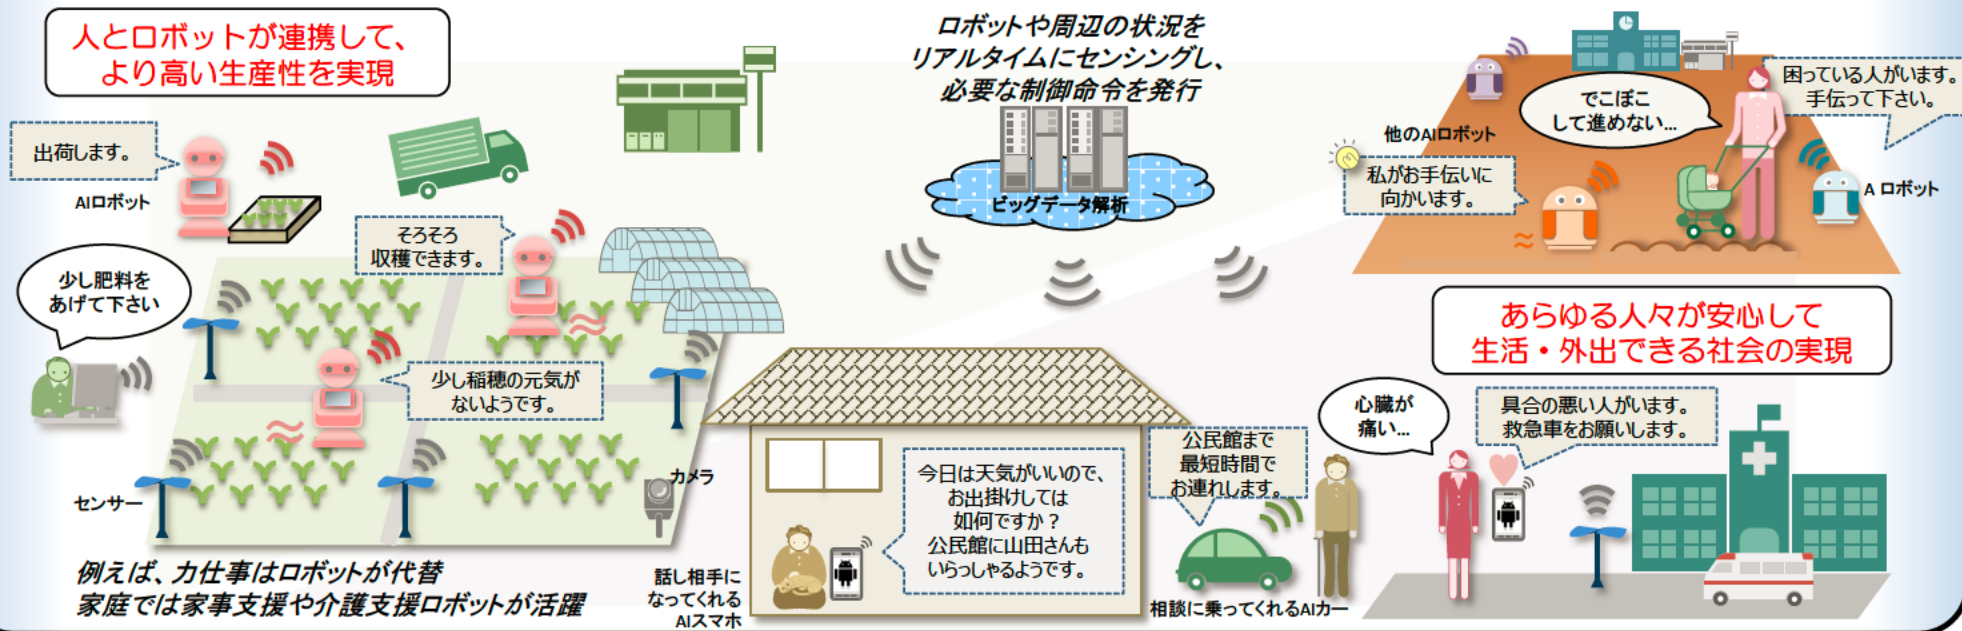 人とロボットが連携して、
より高い生産性を実現
ロボットや周辺の状況を
リアルタイムにセンシングし、
必要な制御命令を発行
ビッグデータ解析
出荷します。
AIロボット
そろそろ
収穫できます。
少し肥料を
あげて下さい
少し稲穂の元気が
ないようです。
センサー
カメラ
例えば、力仕事はロボットが代替
家庭では家事支援や介護支援ロボットが活躍
話し相手に
なってくれる
AIスマホ
今日は天気がいいので、
お出掛けしては
如何ですか？
公民館に山田さんも
いらっしゃるようです。
公民館まで
最短時間で
お連れします。
相談に乗ってくれるAIカー
困っている人がいます。
手伝って下さい。
でこぼこ
して進めない…
他のAIロボット
私がお手伝いに
向かいます。
A ロボット
あらゆる人々が安心して
生活・外出できる社会の実現
心臓が
痛い…
具合の悪い人がいます。
救急車をお願いします。